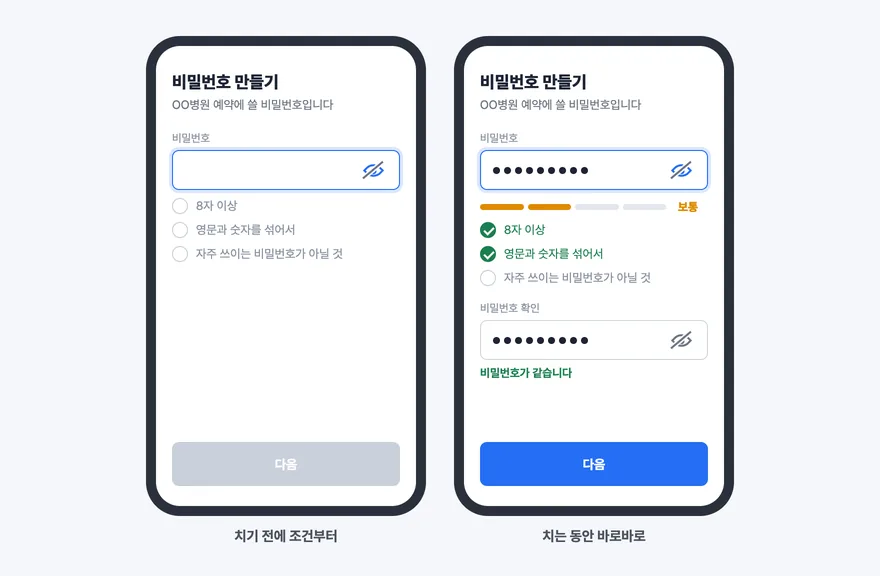 비밀번호 만들기
OO병원 예약에 쓸 비밀번호입니다
비밀번호
8자 이상
영문과 숫자를 섞어서
자주 쓰이는 비밀번호가 아닐 것
다음
치기 전에 조건부터
비밀번호 만들기
OO병원 예약에 쓸 비밀번호입니다
비밀번호
보통
8자 이상
영문과 숫자를 섞어서
자주 쓰이는 비밀번호가 아닐 것
비밀번호 확인
비밀번호가 같습니다
다음
치는 동안 바로바로